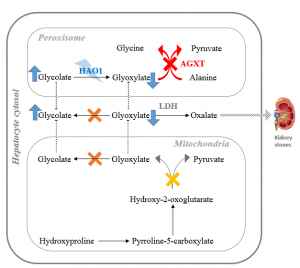 Peroxisome
Glycine
Pyruvate
HAO1
AGXT
Glycolate
Glyoxylate
Alanine
Hepatocyte cytosol
LDH
Glycolate
Glyoxylate
Oxalate
Kidney
stones
Mitochondria
Glycolate
Glyoxylate
Pyruvate
Hydroxy-2-oxoglutarate
Hydroxyproline
Pyrroline-5-carboxylate